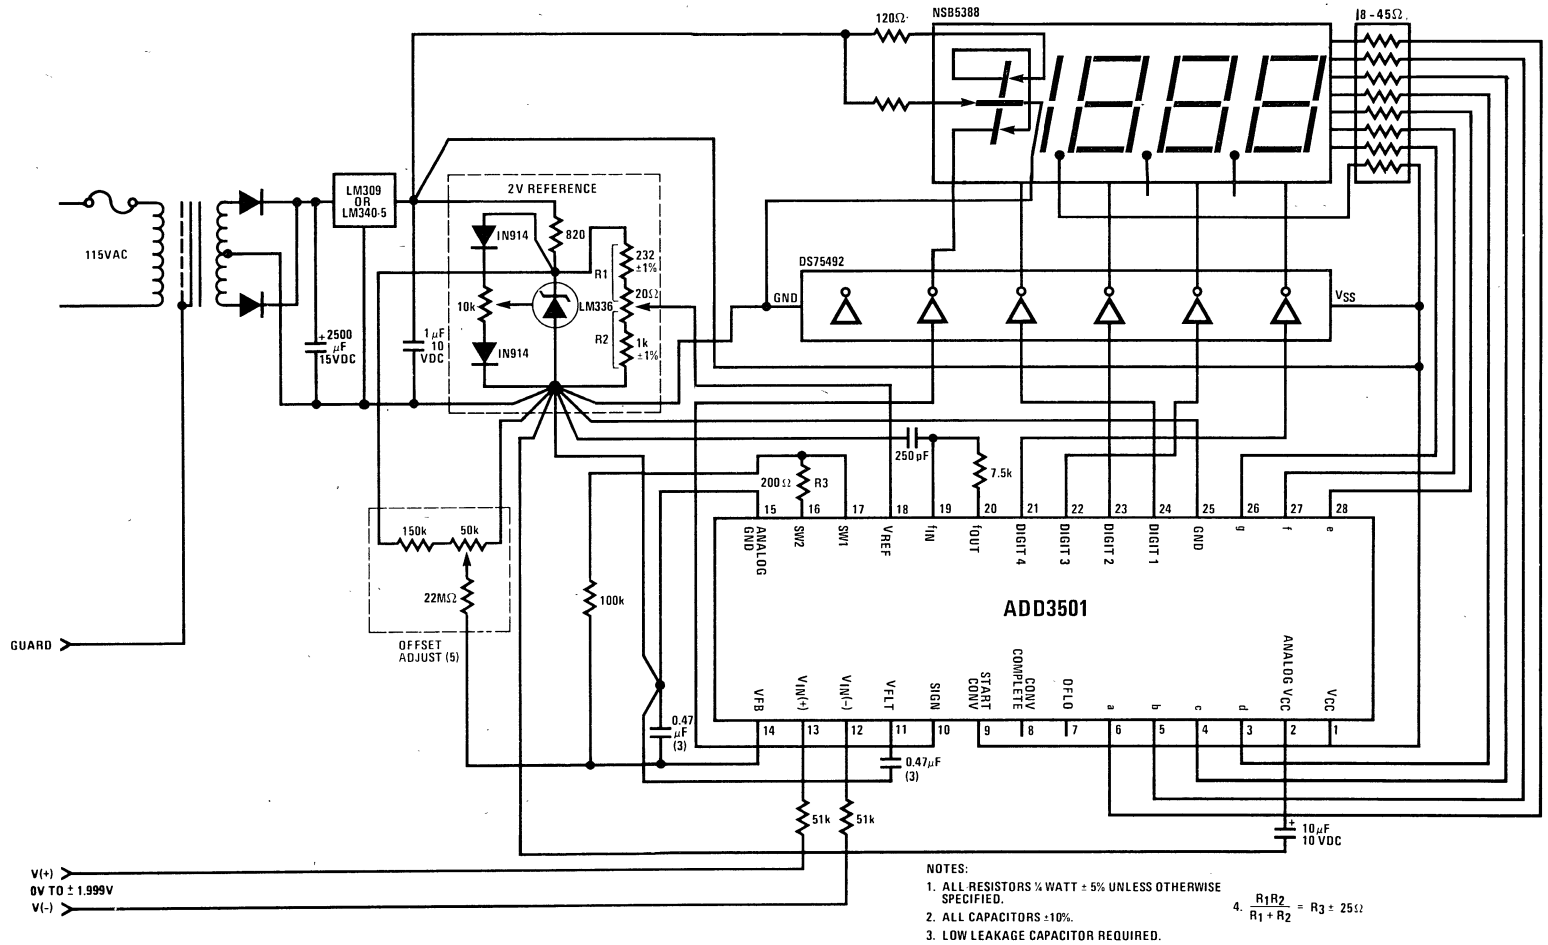 120Ω
NSB5388
8 - 45Ω
LM309
OR
LM340-5
2V REFERENCE
115VAC
IN914
820
232
±1%
R1
DS75492
10k
LM336
20Ω
GND
VSS
+2500
µF
15VDC
1µF
10
VDC
IN914
R2
1k
±1%
250 pF
7.5k
200Ω
R3
15
16
17
18
19
20
21
22
23
24
25
26
27
28
ANALOG
GND
SW2
SW1
VREF
fIN
fOUT
DIGIT 4
DIGIT 3
DIGIT 2
DIGIT 1
GND
g
f
e
150k
50k
22MΩ
100k
ADD3501
GUARD
OFFSET
ADJUST (5)
VFB
VIN(+)
VIN(-)
VFLT
SIGN
START
CONV
CONV
COMPLETE
OFLO
a
b
c
d
ANALOG VCC
VCC
14
13
12
11
10
9
8
7
6
5
4
3
2
1
0.47
µF
(3)
0.47µF
(3)
51k
51k
+
10µF
10 VDC
V(+)
0V TO ± 1.999V
V(-)
NOTES:
1. ALL RESISTORS ¼ WATT ± 5% UNLESS OTHERWISE
SPECIFIED.
2. ALL CAPACITORS ±10%.
3. LOW LEAKAGE CAPACITOR REQUIRED.
4. R1R2 / R1 + R2 = R3 ± 25Ω